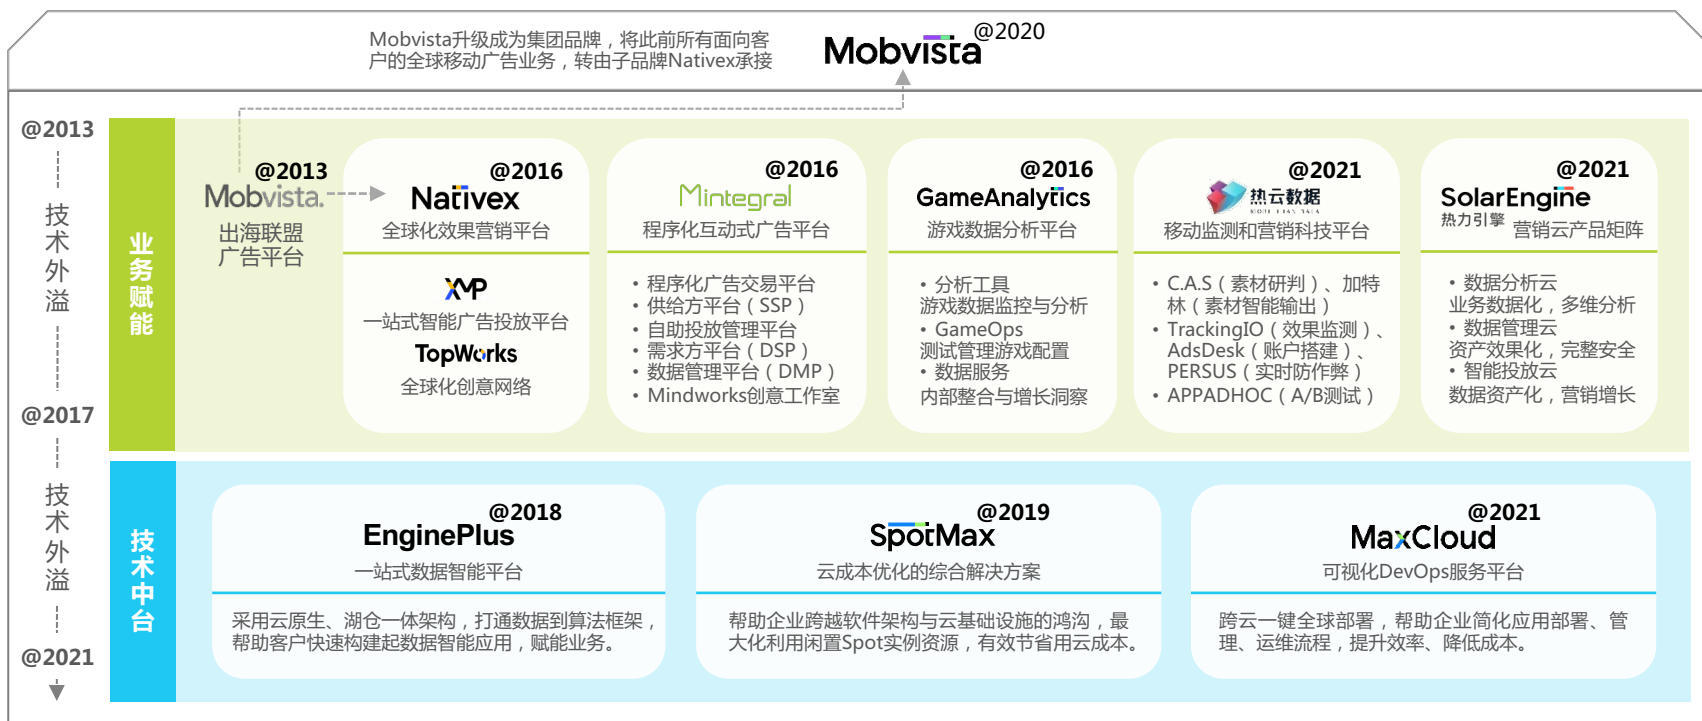 Mobvista升级成为集团品牌，将此前所有面向客
户的全球移动广告业务，转由子品牌Nativex承接
Mobvista
@2020
@2013
技术外溢
@2017
技术外溢
@2021
业务赋能
@2013
Mobvista.
出海联盟
广告平台
@2016
Nativex
全球化效果营销平台
XMP
一站式智能广告投放平台
TopWorks
全球化创意网络
@2016
Mintegral
程序化互动式广告平台
• 程序化广告交易平台
• 供给方平台（SSP）
• 自助投放管理平台
• 需求方平台（DSP）
• 数据管理平台（DMP）
• Mindworks创意工作室
@2016
GameAnalytics
游戏数据分析平台
• 分析工具
游戏数据监控与分析
• GameOps
测试管理游戏配置
• 数据服务
内部整合与增长洞察
@2021
热云数据
移动监测和营销科技平台
• C.A.S（素材研判）、加特
林（素材智能输出）
• TrackingIO（效果监测）、
AdsDesk（账户搭建）、
PERSUS（实时防作弊）
• APPADHOC（A/B测试）
@2021
SolarEngine
热力引擎
营销云产品矩阵
• 数据分析云
业务数据化，多维分析
• 数据管理云
资产效果化，完整安全
• 智能投放云
数据资产化，营销增长
技术中台
@2018
EnginePlus
一站式数据智能平台
采用云原生、湖仓一体架构，打通数据到算法框架，
帮助客户快速构建起数据智能应用，赋能业务。
@2019
SpotMax
云成本优化的综合解决方案
帮助企业跨越软件架构与云基础设施的鸿沟，最
大化利用闲置Spot实例资源，有效节省用云成本。
@2021
MaxCloud
可视化DevOps服务平台
跨云一键全球部署，帮助企业简化应用部署、管
理、运维流程，提升效率、降低成本。